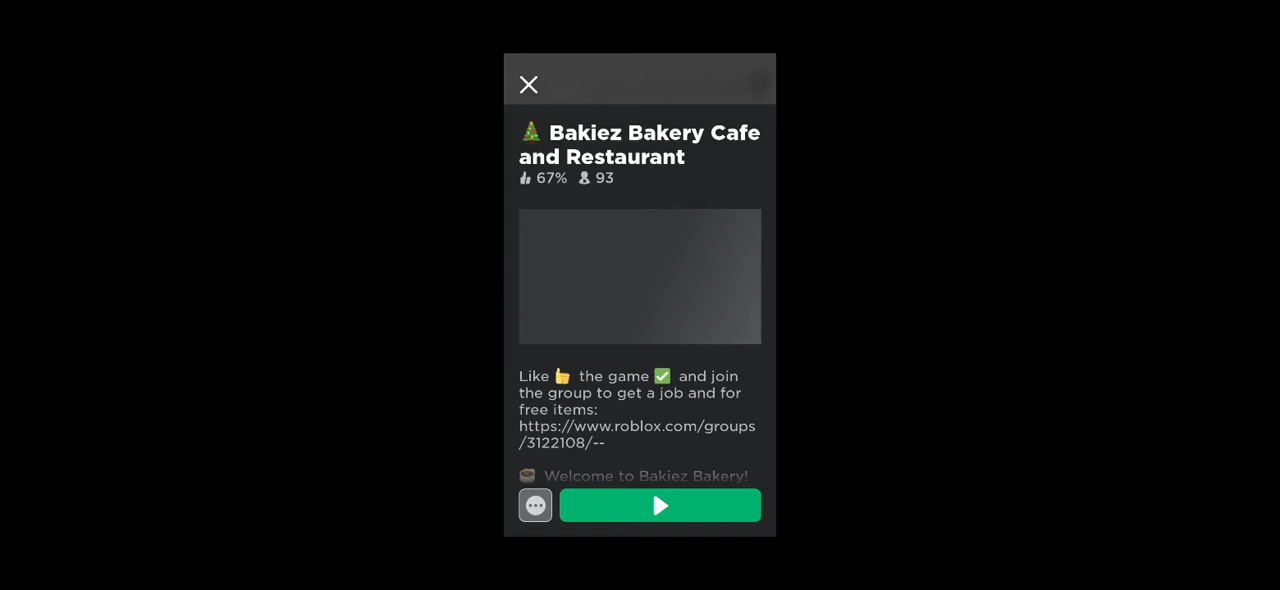 🎄 Bakiez Bakery Cafe
and Restaurant
67% 93
Like 👍 the game ✅ and join
the group to get a job and for
free items:
https://www.roblox.com/groups
/3122108/--
Welcome to Bakiez Bakery!